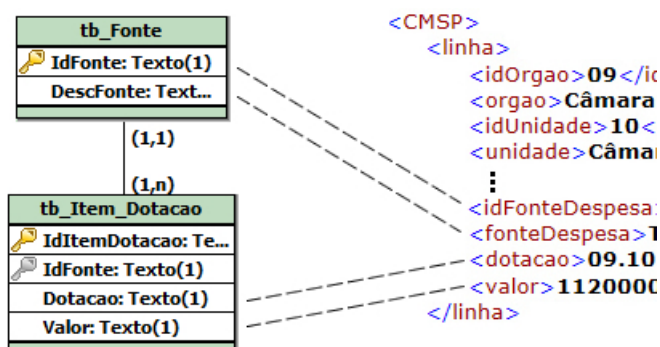 tb_Fonte
IdFonte: Texto(1)
DescFonte: Text...
(1,1)
(1,n)
tb_Item_Dotacao
IdItemDotacao: Te...
IdFonte: Texto(1)
Dotacao: Texto(1)
Valor: Texto(1)
<CMSP>
<linha>
<idOrgao>09</id
<orgao>Câmara
<idUnidade>10<
<unidade>Câmar
<idFonteDespesa>
<fonteDespesa>T
<dotacao>09.10
<valor>1120000
</linha>